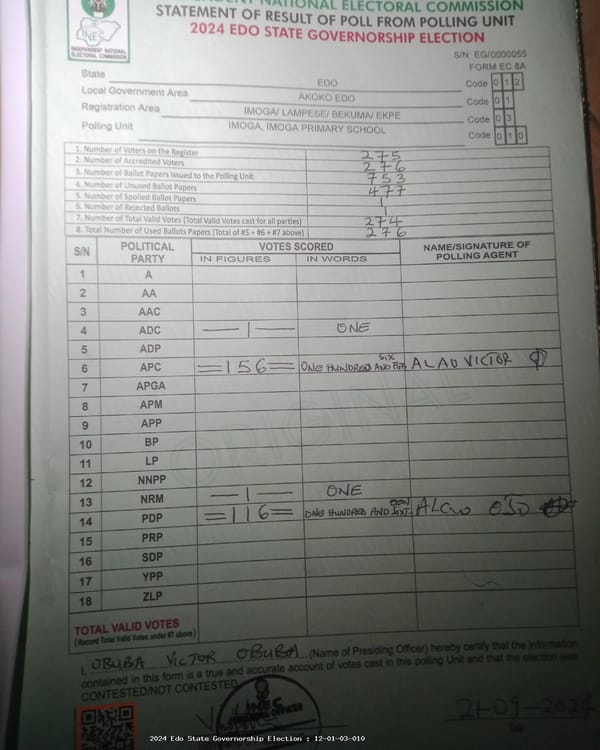 INDEPENDENT NATIONAL ELECTORAL COMMISSION
STATEMENT OF RESULT OF POLL FROM POLLING UNIT
2024 EDO STATE GOVERNORSHIP ELECTION
INEC
INDEPENDENT NATIONAL
ELECTORAL COMMISSION
S/N: EG/0000055
FORM EC 8A
State EDO Code 0 1 2
Local Government Area AKOKO EDO Code 0 1
Registration Area IMOGA/ LAMPESE/ BEKUMA/ EKPE Code 0 3
Polling Unit IMOGA, IMOGA PRIMARY SCHOOL Code 0 1 0
1. Number of Voters on the Register 275
2. Number of Accredited Voters 276
3. Number of Ballot Papers Issued to the Polling Unit 753
4. Number of Unused Ballot Papers 477
5. Number of Spoiled Ballot Papers 1
6. Number of Rejected Ballots 1
7. Number of Total Valid Votes (Total Valid Votes cast for all parties) 274
8. Total Number of Used Ballots Papers (Total of #5 + #6 + #7 above) 276
S/N POLITICAL PARTY VOTES SCORED NAME/SIGNATURE OF POLLING AGENT
IN FIGURES IN WORDS
1 A
2 AA
3 AAC
4 ADC — 1 — ONE
5 ADP
6 APC =156= ONE HUNDRED AND SIX ALAO VICTOR
7 APGA
8 APM
9 APP
10 BP
11 LP
12 NNPP
13 NRM — 1 — ONE
14 PDP =116= ONE HUNDRED AND
15 PRP
16 SDP
17 YPP
18 ZLP
ORIGINAL
TOTAL VALID VOTES
(Record Total Valid Votes under #7 above)
I, OBUBA VICTOR OBUBA (Name of Presiding Officer) hereby certify that the information
contained in this form is a true and accurate account of votes cast in this polling Unit and that the election was
CONTESTED/NOT CONTESTED
21-09-2024
2024 Edo State Governorship Election : 12-01-03-010